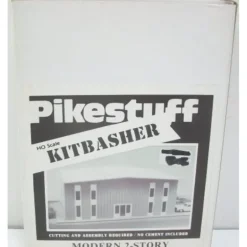 Pikestuff
HO Scale
KITBASHER
CUTTING AND ASSEMBLY REQUIRED - NO CEMENT INCLUDED
MODERN 2-STORY